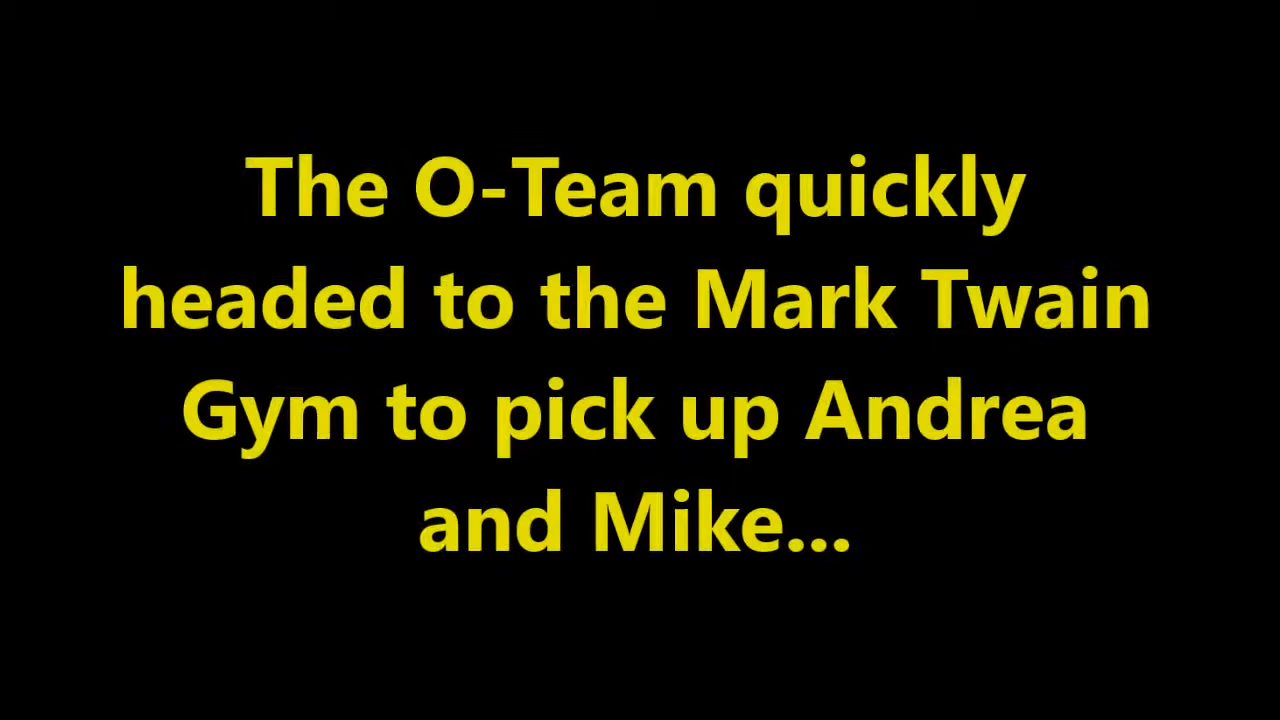 The O-Team quickly
headed to the Mark Twain
Gym to pick up Andrea
and Mike...